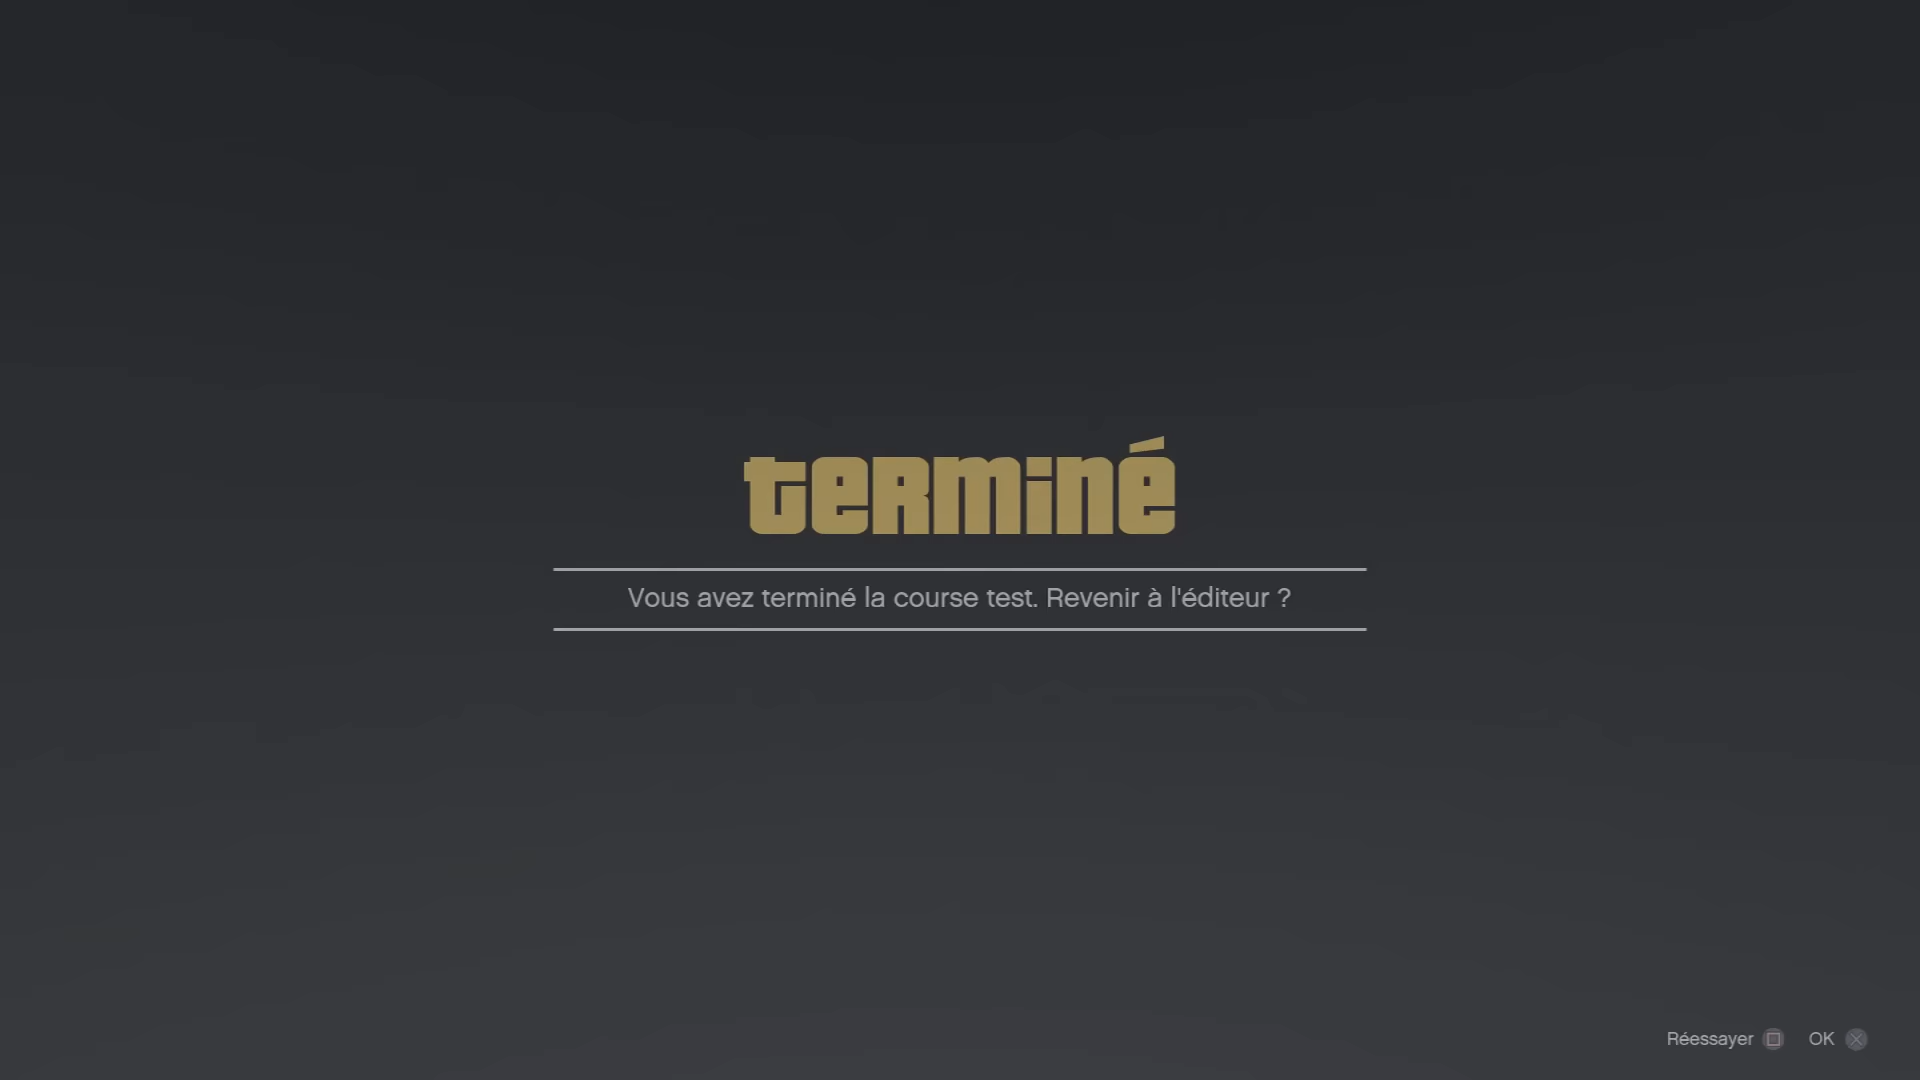 terminé
Vous avez terminé la course test. Revenir à l'éditeur ?
Réessayer OK